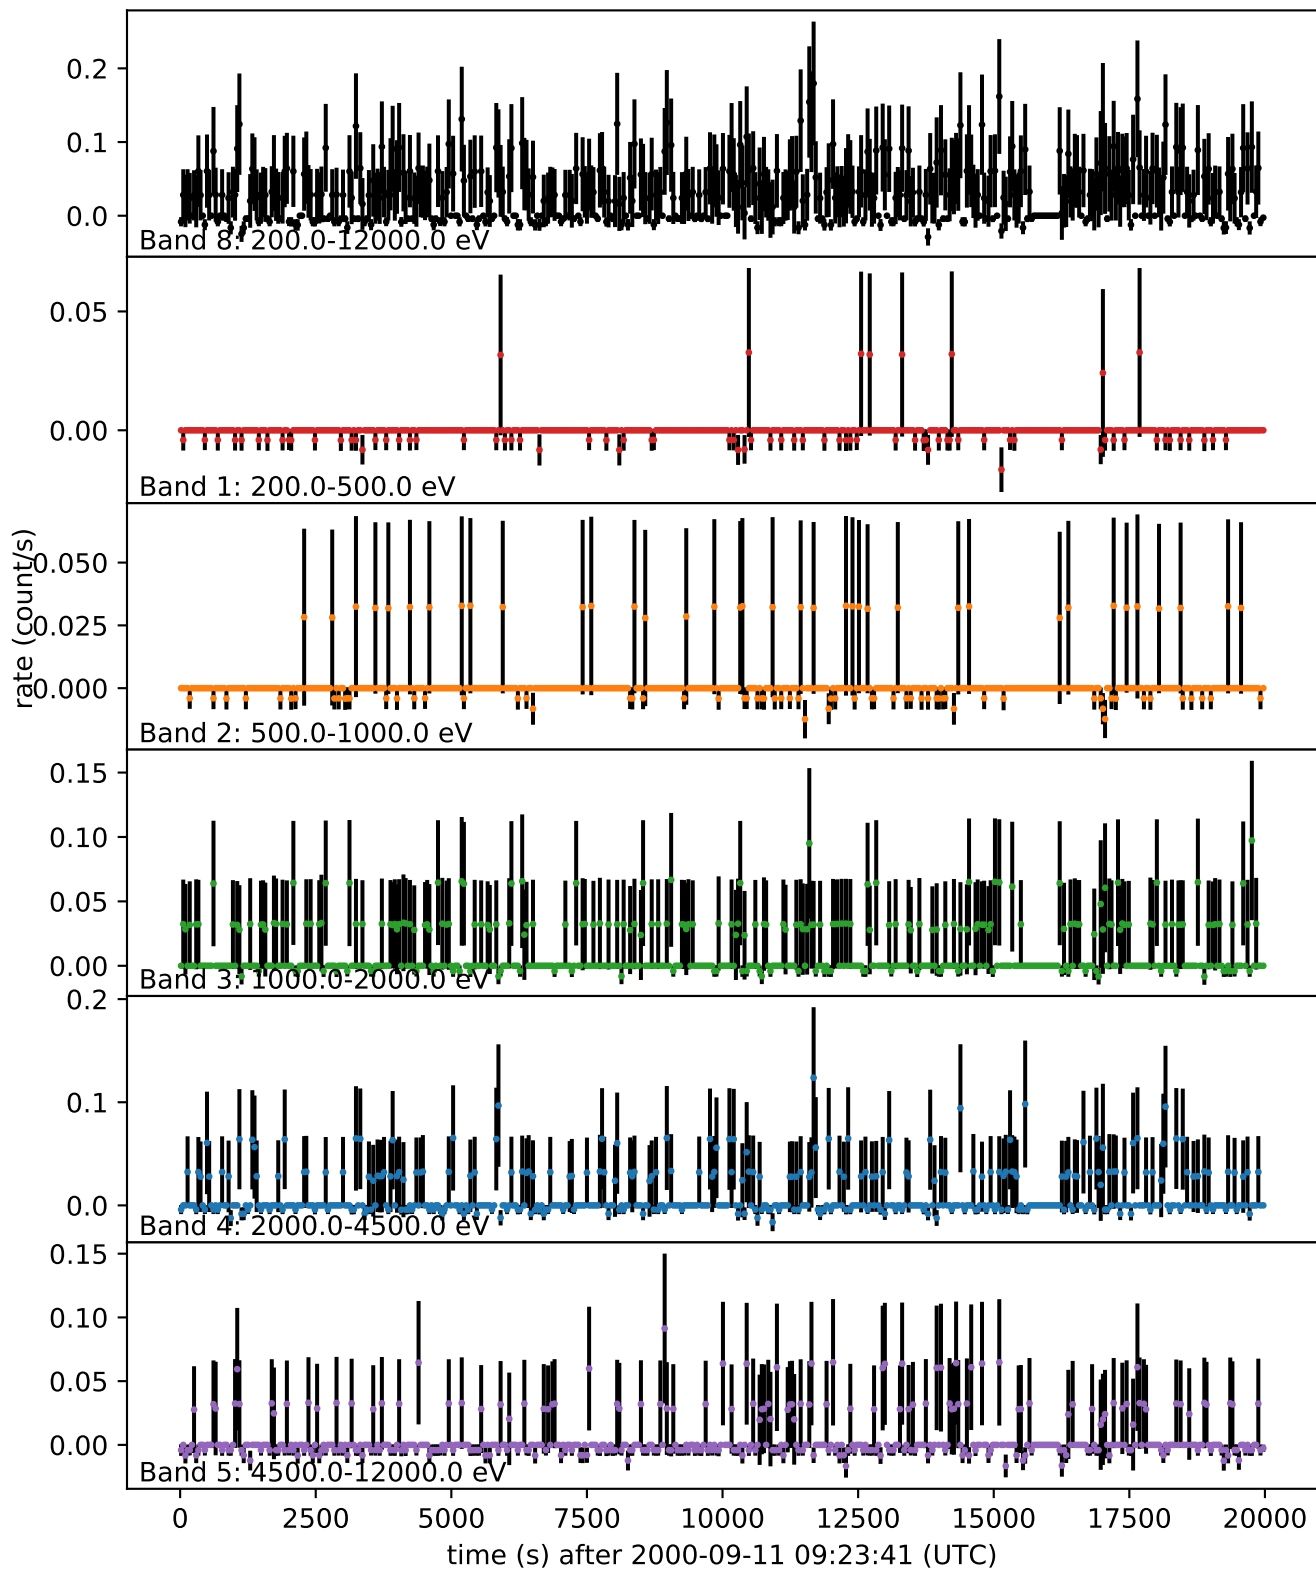 0.2
0.1
0.0
Band 8: 200.0-12000.0 eV
0.05
0.00
Band 1: 200.0-500.0 eV
rate (count/s)
0.050
0.025
0.000
Band 2: 500.0-1000.0 eV
0.15
0.10
0.05
0.00
Band 3: 1000.0-2000.0 eV
0.2
0.1
0.0
Band 4: 2000.0-4500.0 eV
0.15
0.10
0.05
0.00
Band 5: 4500.0-12000.0 eV
0 2500 5000 7500 10000 12500 15000 17500 20000
time (s) after 2000-09-11 09:23:41 (UTC)